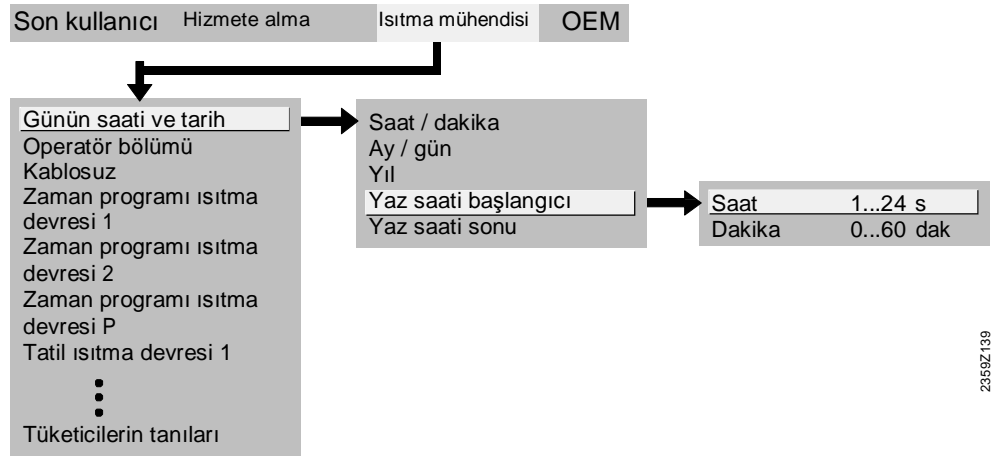 Son kullanıcı Hizmete alma Isıtma mühendisi OEM
Günün saati ve tarih
Operatör bölümü
Kablosuz
Zaman programı ısıtma
devresi 1
Zaman programı ısıtma
devresi 2
Zaman programı ısıtma
devresi P
Tatil ısıtma devresi 1
Tüketicilerin tanıları
Saat / dakika
Ay / gün
Yıl
Yaz saati başlangıcı
Yaz saati sonu
Saat 1...24 s
Dakika 0...60 dak
2359Z139